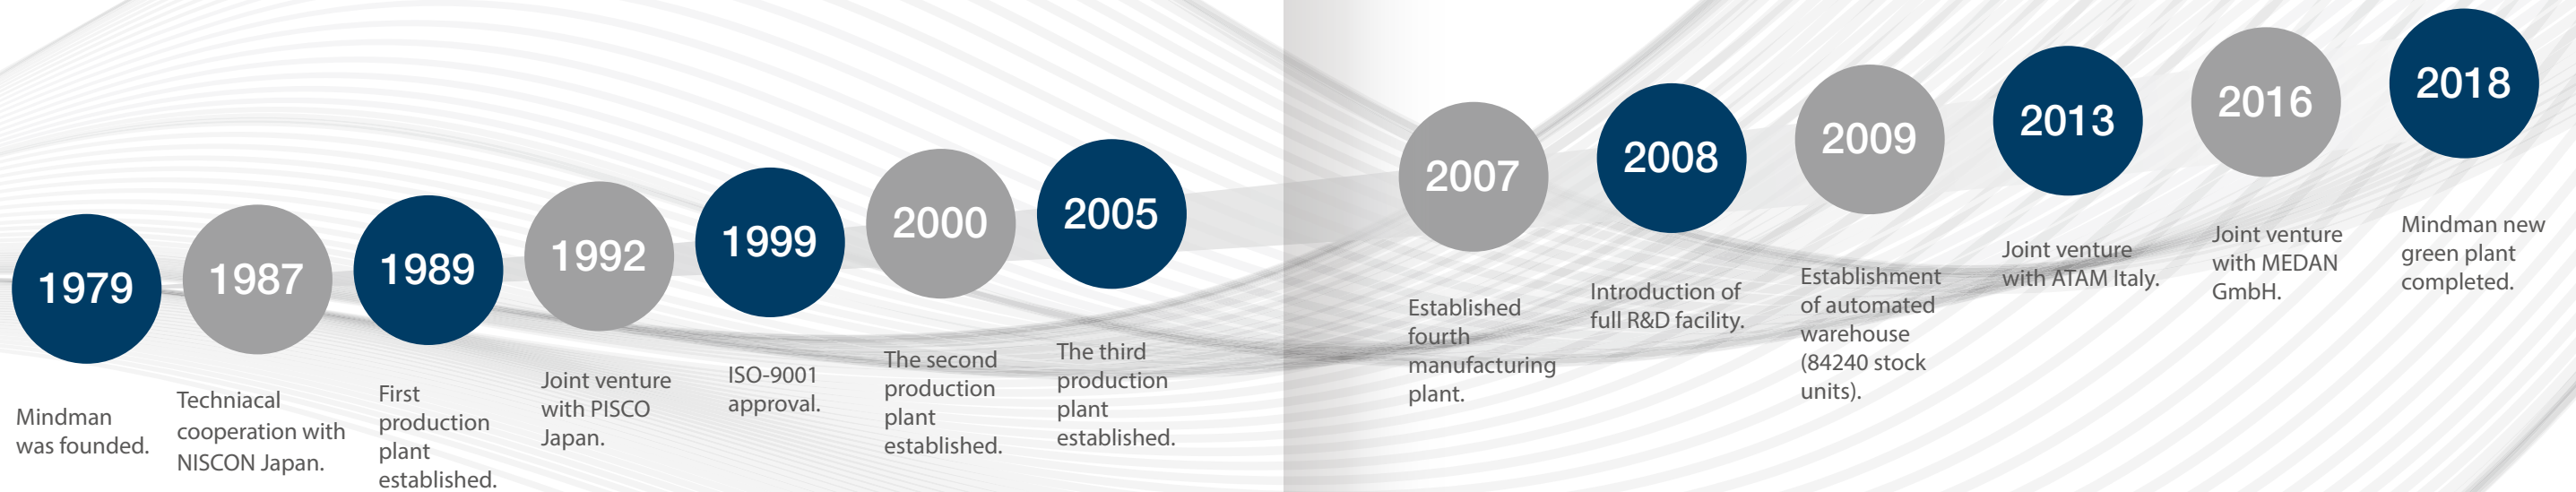 1979
Mindman
was founded.
1987
Techniacal
cooperation with
NISCON Japan.
1989
First
production
plant
established.
1992
Joint venture
with PISCO
Japan.
1999
ISO-9001
approval.
2000
The second
production
plant
established.
2005
The third
production
plant
established.
2007
Established
fourth
manufacturing
plant.
2008
Introduction of
full R&D facility.
2009
Establishment
of automated
warehouse
(84240 stock
units).
2013
Joint venture
with ATAM Italy.
2016
Joint venture
with MEDAN
GmbH.
2018
Mindman new
green plant
completed.